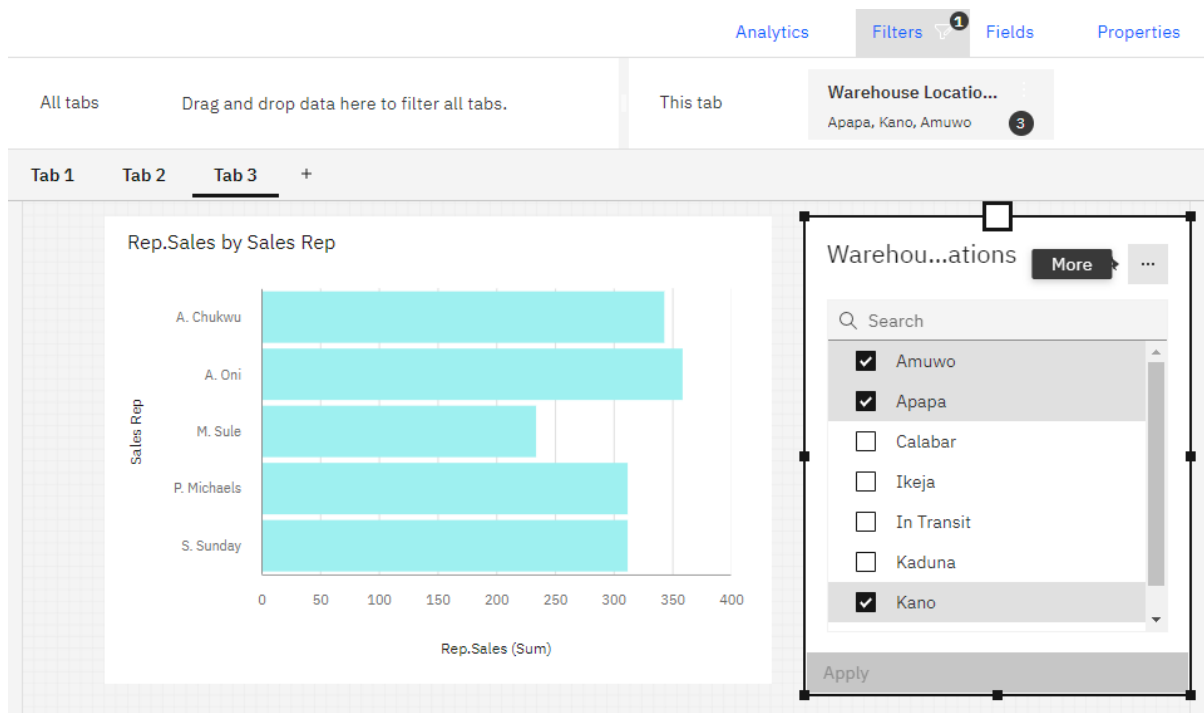 Analytics
Filters 1
Fields
Properties
All tabs
Drag and drop data here to filter all tabs.
This tab
Warehouse Locatio...
Apapa, Kano, Amuwo 3
Tab 1
Tab 2
Tab 3
+
Rep.Sales by Sales Rep
Sales Rep
A. Chukwu
A. Oni
M. Sule
P. Michaels
S. Sunday
0 50 100 150 200 250 300 350 400
Rep.Sales (Sum)
Warehou...ations
More
...
Search
Amuwo
Apapa
Calabar
Ikeja
In Transit
Kaduna
Kano
Apply